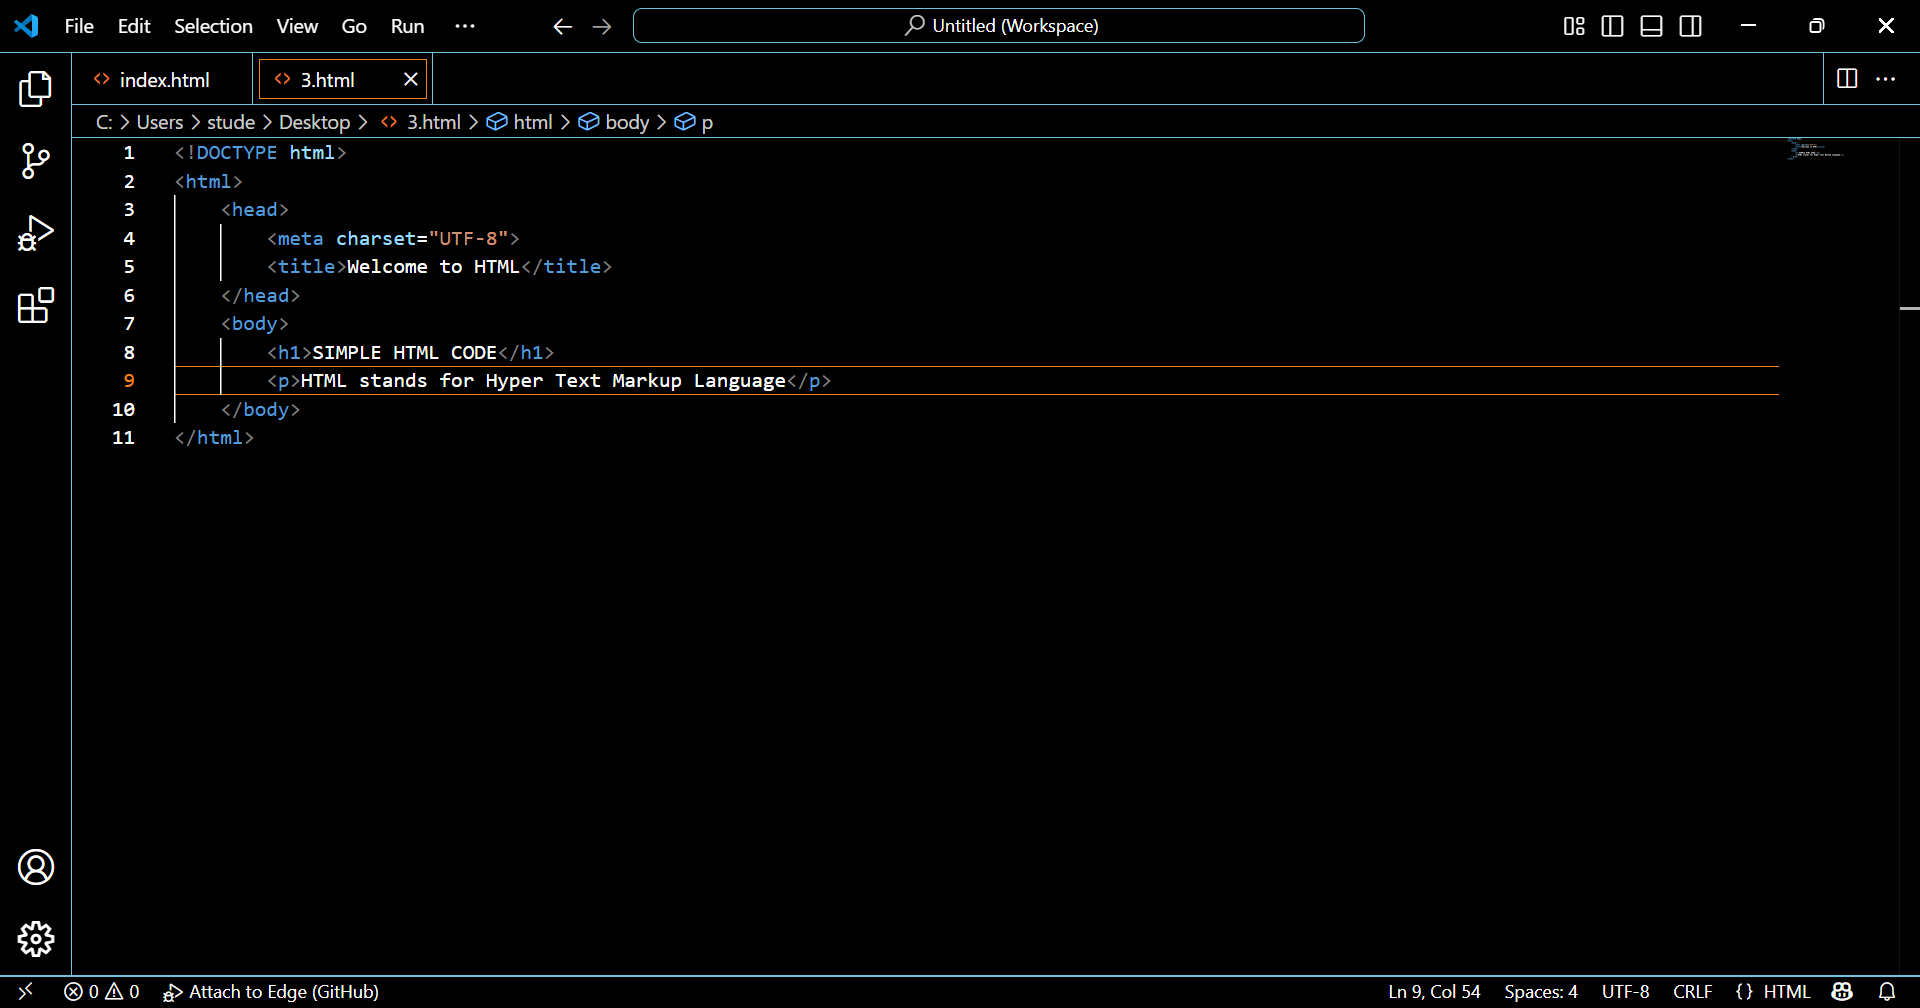 File Edit Selection View Go Run ··· Untitled (Workspace)
index.html 3.html
C: > Users > stude > Desktop > 3.html > html > body > p
1 <!DOCTYPE html>
2 <html>
3 <head>
4 <meta charset="UTF-8">
5 <title>Welcome to HTML</title>
6 </head>
7 <body>
8 <h1>SIMPLE HTML CODE</h1>
9 <p>HTML stands for Hyper Text Markup Language</p>
10 </body>
11 </html>
0 0 Attach to Edge (GitHub) Ln 9, Col 54 Spaces: 4 UTF-8 CRLF {} HTML